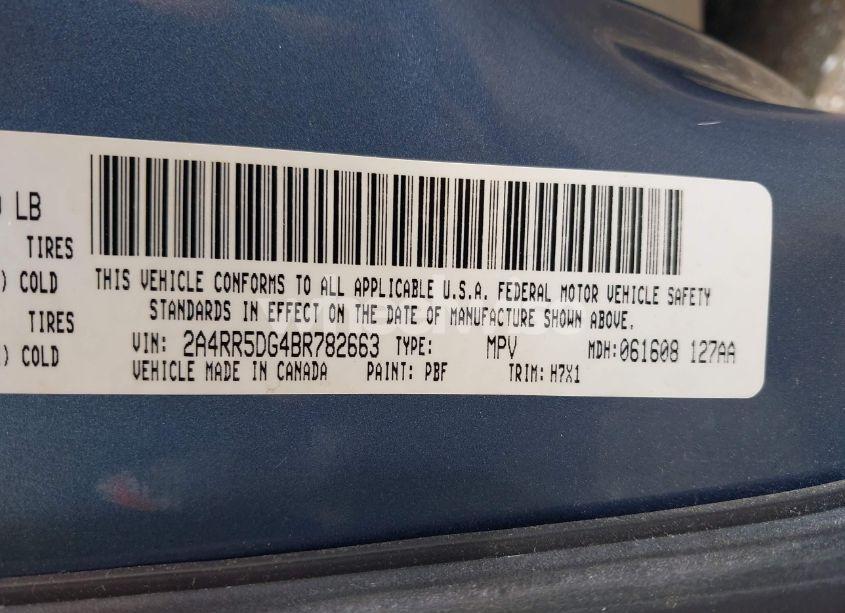 LB
TIRES
) COLD
TIRES
) COLD
THIS VEHICLE CONFORMS TO ALL APPLICABLE U.S.A. FEDERAL MOTOR VEHICLE SAFETY
STANDARDS IN EFFECT ON THE DATE OF MANUFACTURE SHOWN ABOVE.
VIN: 2A4RR5DG4BR782663 TYPE: MPV MDH:061608 127AA
VEHICLE MADE IN CANADA PAINT: PBF TRIM: H7X1